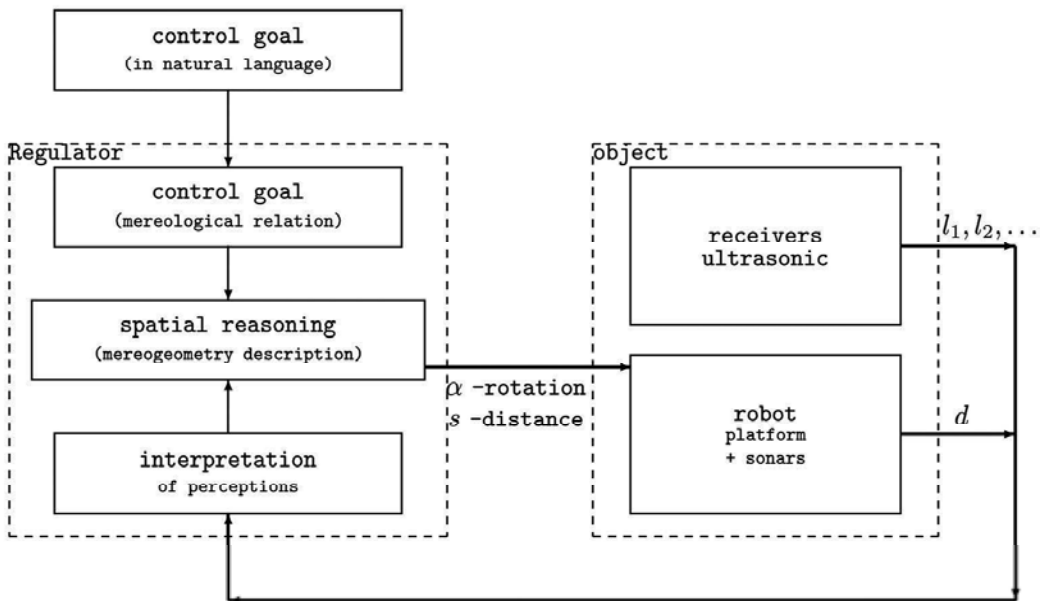 control goal
(in natural language)
Regulator
control goal
(mereological relation)
spatial reasoning
(mereogeometry description)
interpretation
of perceptions
α -rotation
s -distance
object
receivers
ultrasonic
l₁, l₂, ...
robot
platform
+ sonars
d